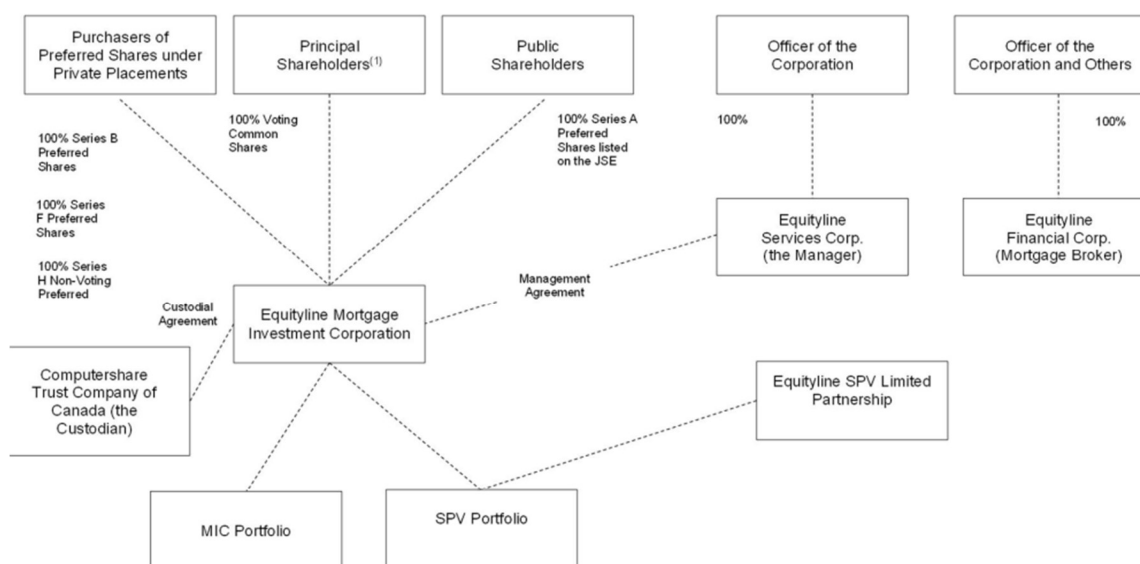 Purchasers of
Preferred Shares under
Private Placements
Principal
Shareholders(1)
Public
Shareholders
Officer of the
Corporation
Officer of the
Corporation and Others
100% Series B
Preferred
Shares
100% Voting
Common
Shares
100% Series A
Preferred
Shares listed
on the JSE
100%
100%
100% Series
F Preferred
Shares
100% Series
H Non-Voting
Preferred
Equityline
Services Corp.
(the Manager)
Equityline
Financial Corp.
(Mortgage Broker)
Management
Agreement
Custodial
Agreement
Equityline Mortgage
Investment Corporation
Computershare
Trust Company of
Canada (the
Custodian)
Equityline SPV Limited
Partnership
MIC Portfolio
SPV Portfolio